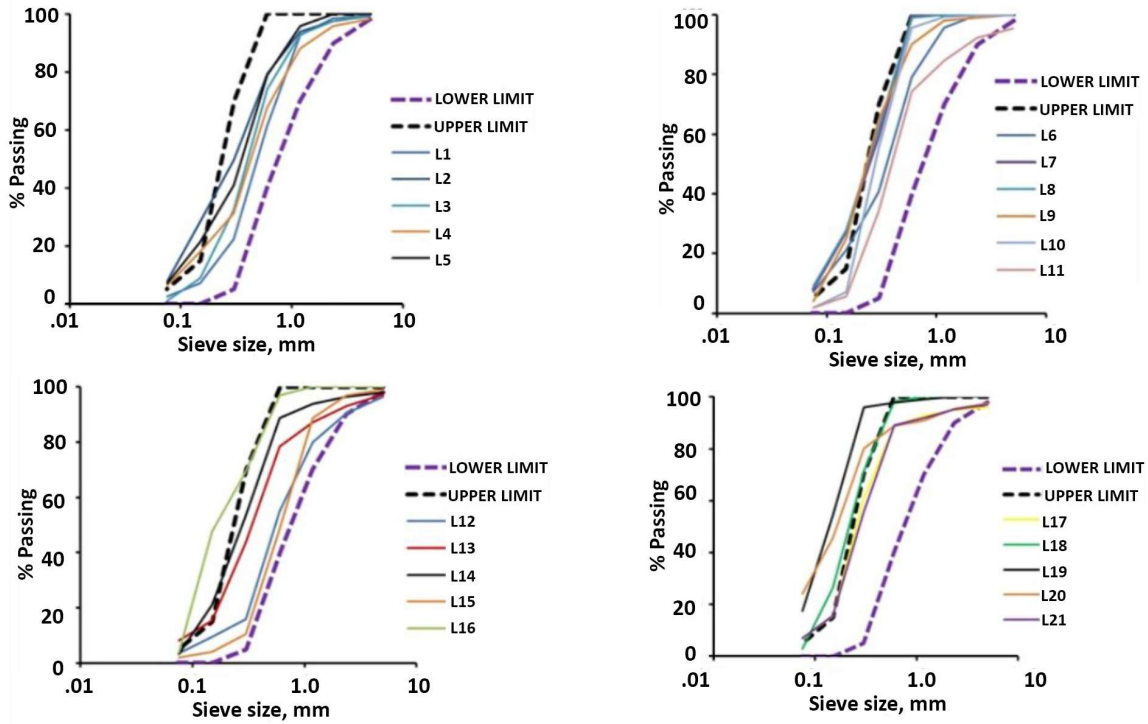 100
80
60
40
20
0
% Passing
.01
0.1
1.0
10
Sieve size, mm
LOWER LIMIT
UPPER LIMIT
L1
L2
L3
L4
L5
100
80
60
40
20
0
% Passing
.01
0.1
1.0
10
Sieve size, mm
LOWER LIMIT
UPPER LIMIT
L6
L7
L8
L9
L10
L11
100
80
60
40
20
0
% Passing
.01
0.1
1.0
10
Sieve size, mm
LOWER LIMIT
UPPER LIMIT
L12
L13
L14
L15
L16
100
80
60
40
20
0
% Passing
.01
0.1
1.0
10
Sieve size, mm
LOWER LIMIT
UPPER LIMIT
L17
L18
L19
L20
L21